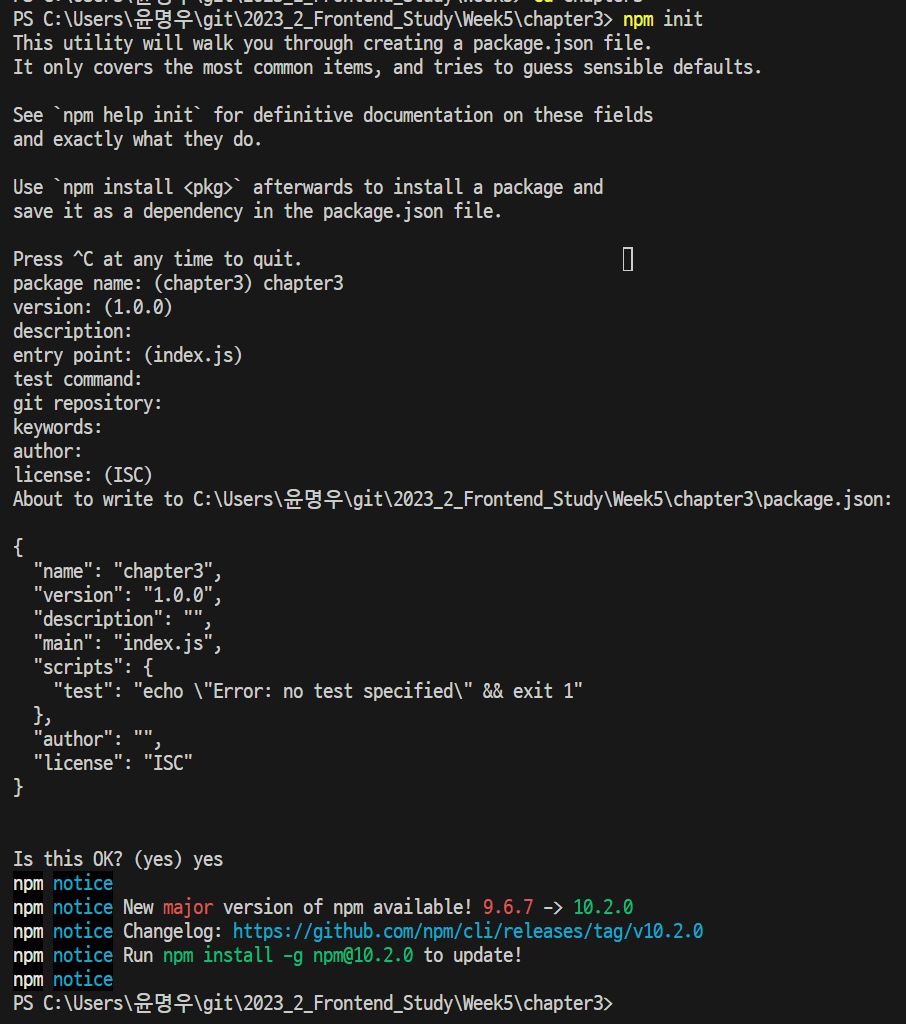 PS C:\Users\윤명우\git\2023_2_Frontend_Study\Week5\chapter3> npm init
This utility will walk you through creating a package.json file.
It only covers the most common items, and tries to guess sensible defaults.
See `npm help init` for definitive documentation on these fields
and exactly what they do.
Use `npm install <pkg>` afterwards to install a package and
save it as a dependency in the package.json file.
Press ^C at any time to quit.
package name: (chapter3) chapter3
version: (1.0.0)
description:
entry point: (index.js)
test command:
git repository:
keywords:
author:
license: (ISC)
About to write to C:\Users\윤명우\git\2023_2_Frontend_Study\Week5\chapter3\package.json:
{
  "name": "chapter3",
  "version": "1.0.0",
  "description": "",
  "main": "index.js",
  "scripts": {
    "test": "echo \"Error: no test specified\" && exit 1"
  },
  "author": "",
  "license": "ISC"
}
Is this OK? (yes) yes
npm notice
npm notice New major version of npm available! 9.6.7 -> 10.2.0
npm notice Changelog: https://github.com/npm/cli/releases/tag/v10.2.0
npm notice Run npm install -g npm@10.2.0 to update!
npm notice
PS C:\Users\윤명우\git\2023_2_Frontend_Study\Week5\chapter3>